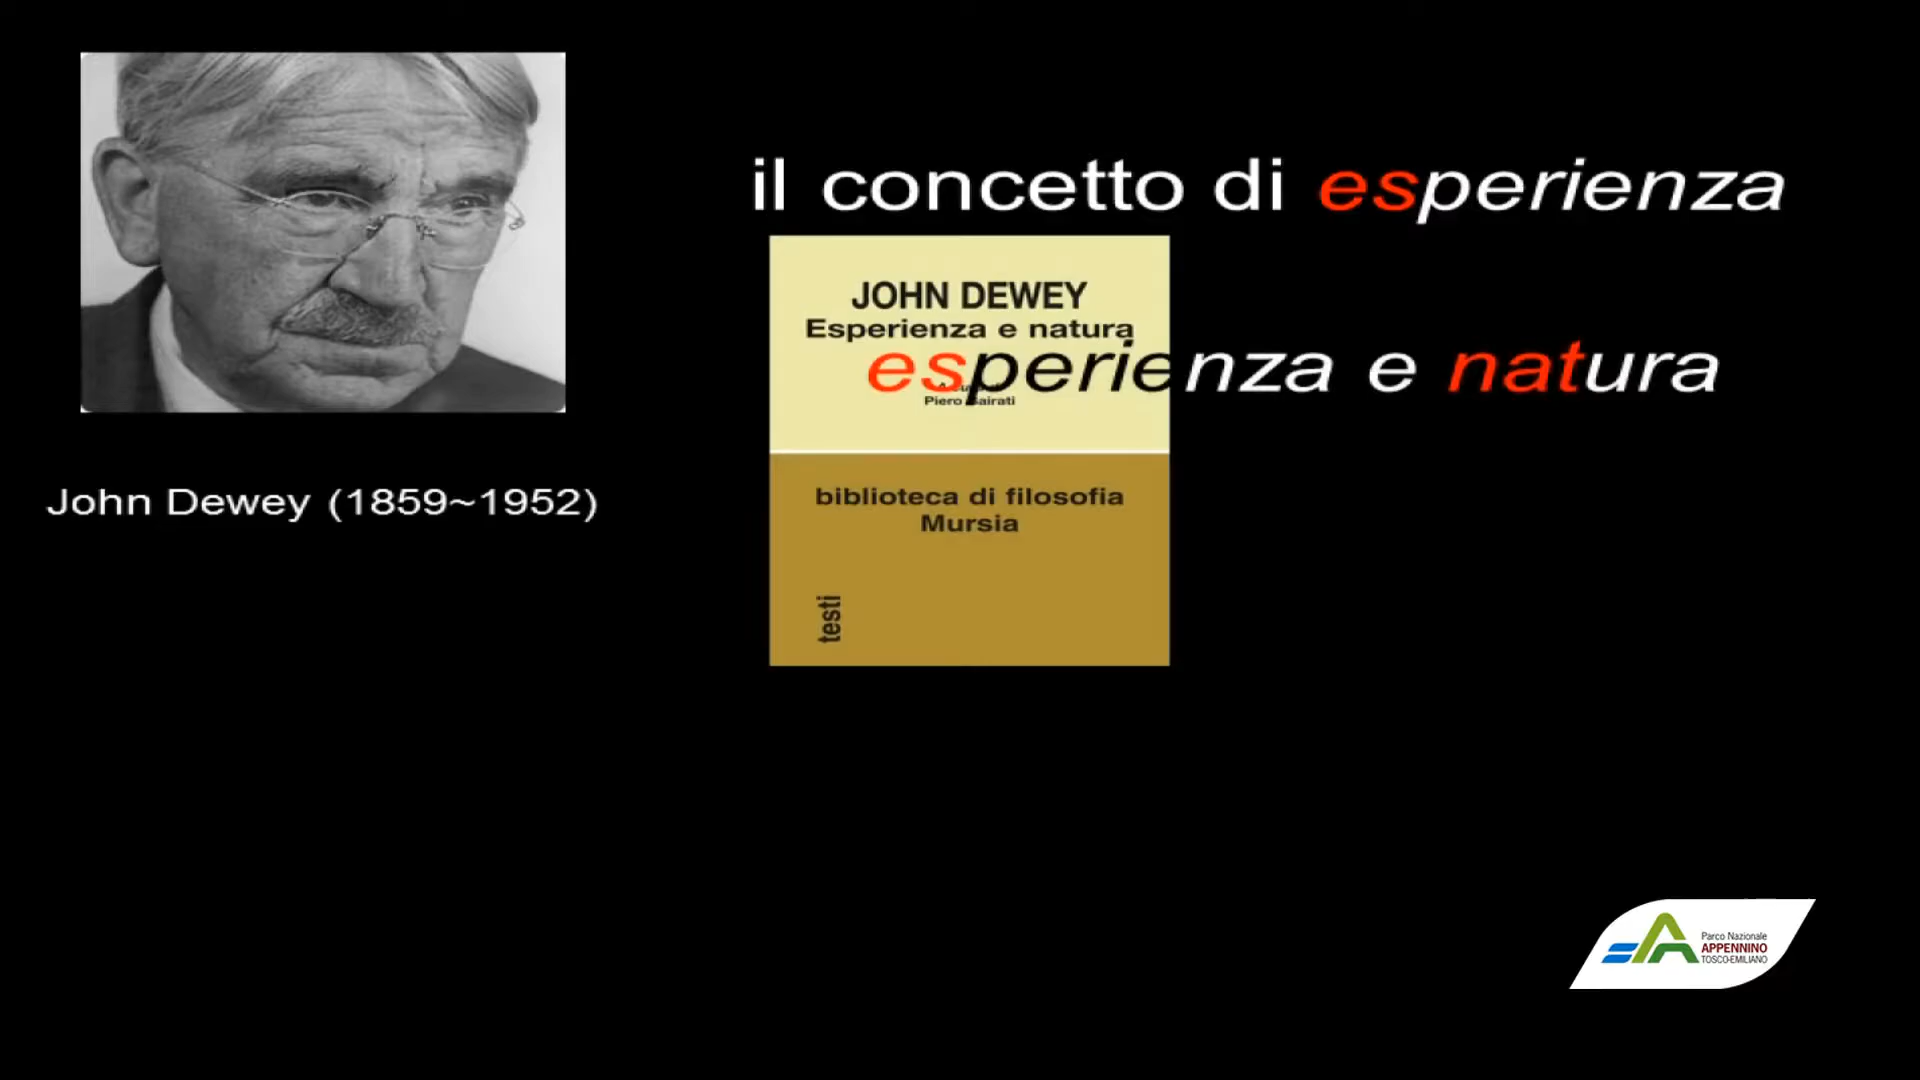 il concetto di esperienza
JOHN DEWEY
Esperienza e natura
esperienza e natura
Piero Bairati
biblioteca di filosofia
Mursia
testi
John Dewey (1859~1952)
Parco Nazionale
APPENNINO
TOSCO-EMILIANO